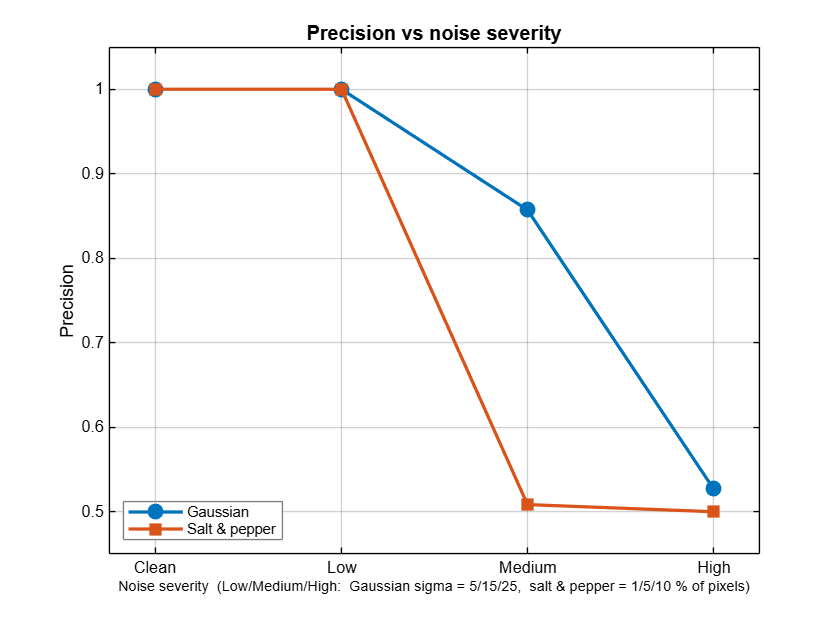 Precision vs noise severity
1
0.9
0.8
0.7
0.6
0.5
Precision
Gaussian
Salt & pepper
Clean Low Medium High
Noise severity (Low/Medium/High: Gaussian sigma = 5/15/25, salt & pepper = 1/5/10 % of pixels)